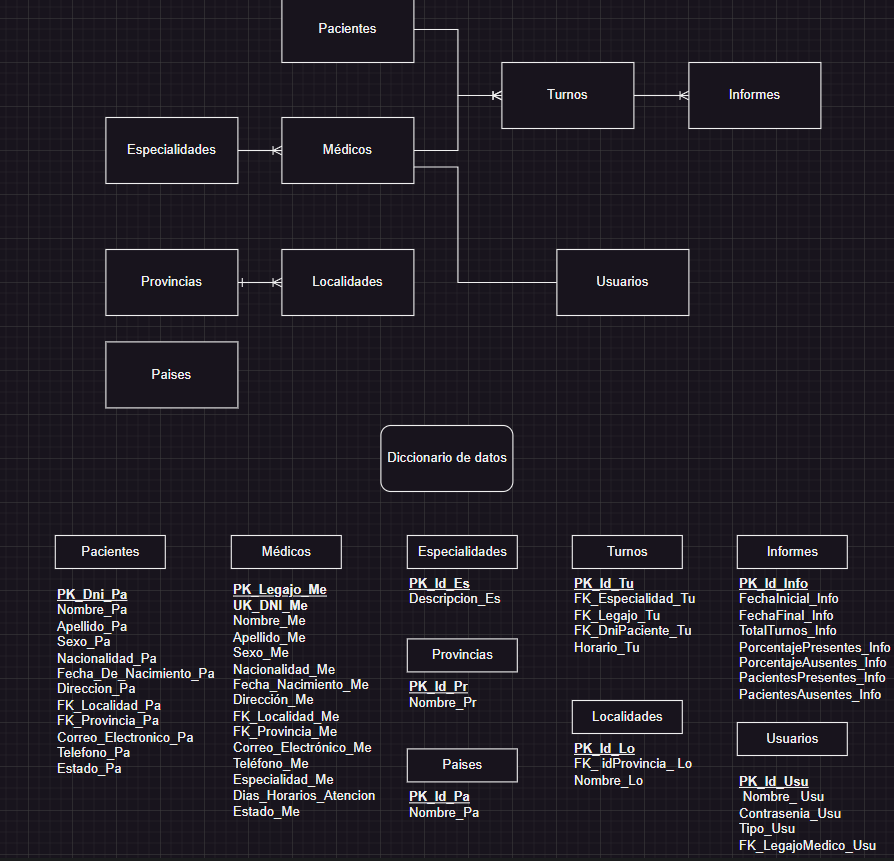 Pacientes
Turnos
Informes
Especialidades
Médicos
Provincias
Localidades
Usuarios
Paises
Diccionario de datos
Pacientes
PK_Dni_Pa
Nombre_Pa
Apellido_Pa
Sexo_Pa
Nacionalidad_Pa
Fecha_De_Nacimiento_Pa
Direccion_Pa
FK_Localidad_Pa
FK_Provincia_Pa
Correo_Electronico_Pa
Telefono_Pa
Estado_Pa
Médicos
PK_Legajo_Me
UK_DNI_Me
Nombre_Me
Apellido_Me
Sexo_Me
Nacionalidad_Me
Fecha_Nacimiento_Me
Dirección_Me
FK_Localidad_Me
FK_Provincia_Me
Correo_Electrónico_Me
Teléfono_Me
Especialidad_Me
Dias_Horarios_Atencion
Estado_Me
Especialidades
PK_Id_Es
Descripcion_Es
Provincias
PK_Id_Pr
Nombre_Pr
Paises
PK_Id_Pa
Nombre_Pa
Turnos
PK_Id_Tu
FK_Especialidad_Tu
FK_Legajo_Tu
FK_DniPaciente_Tu
Horario_Tu
Localidades
PK_Id_Lo
FK_ idProvincia_ Lo
Nombre_Lo
Informes
PK_Id_Info
FechaInicial_Info
FechaFinal_Info
TotalTurnos_Info
PorcentajePresentes_Info
PorcentajeAusentes_Info
PacientesPresentes_Info
PacientesAusentes_Info
Usuarios
PK_Id_Usu
Nombre_ Usu
Contrasenia_Usu
Tipo_Usu
FK_LegajoMedico_Usu